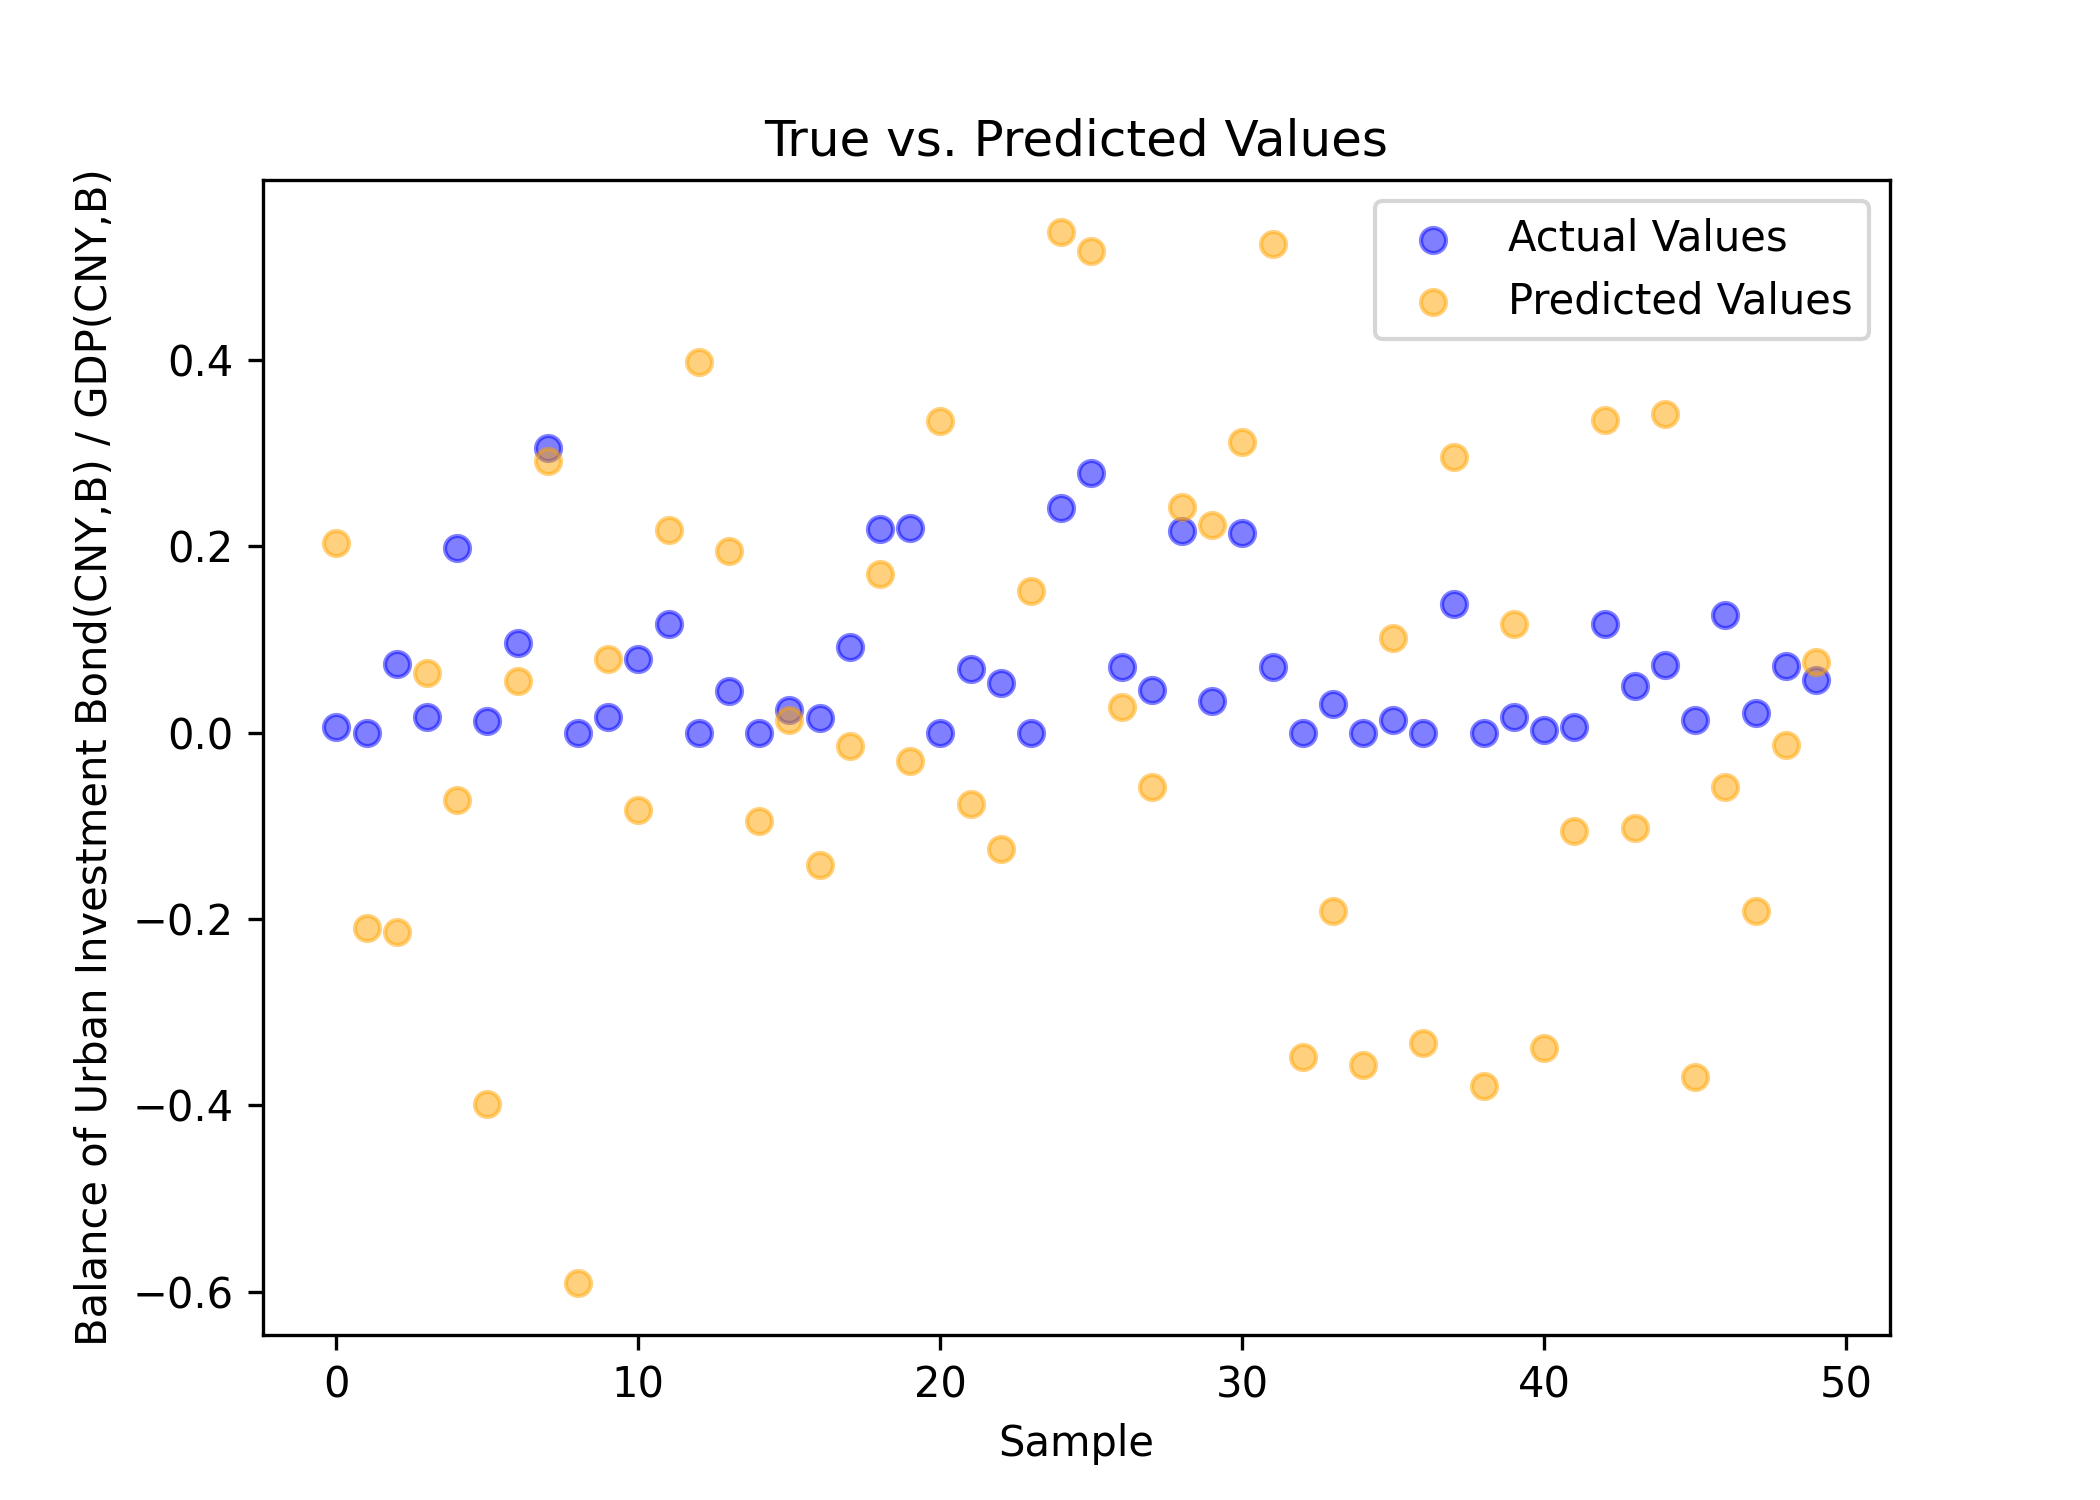 True vs. Predicted Values
Actual Values
Predicted Values
Balance of Urban Investment Bond(CNY,B) / GDP(CNY,B)
0.4
0.2
0.0
−0.2
−0.4
−0.6
0 10 20 30 40 50
Sample